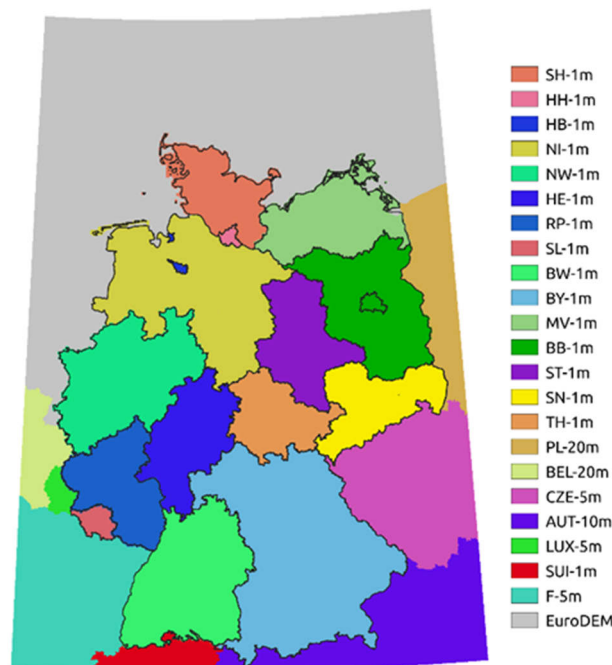 SH-1m
HH-1m
HB-1m
NI-1m
NW-1m
HE-1m
RP-1m
SL-1m
BW-1m
BY-1m
MV-1m
BB-1m
ST-1m
SN-1m
TH-1m
PL-20m
BEL-20m
CZE-5m
AUT-10m
LUX-5m
SUI-1m
F-5m
EuroDEM